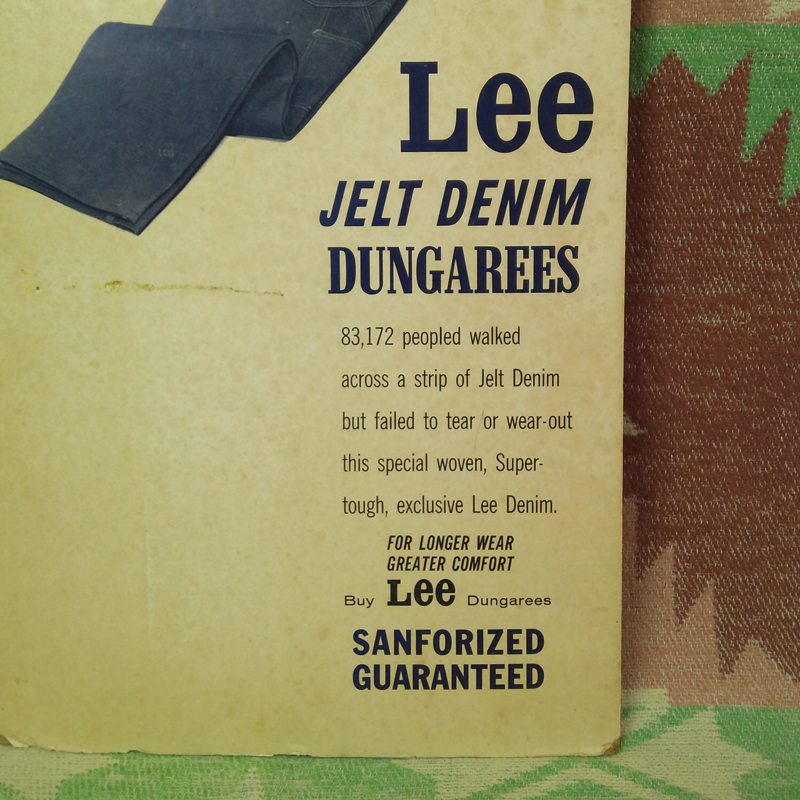 Lee
JELT DENIM
DUNGAREES
83,172 peopled walked
across a strip of Jelt Denim
but failed to tear or wear-out
this special woven, Super-
tough, exclusive Lee Denim.
FOR LONGER WEAR
GREATER COMFORT
Buy Lee Dungarees
SANFORIZED
GUARANTEED